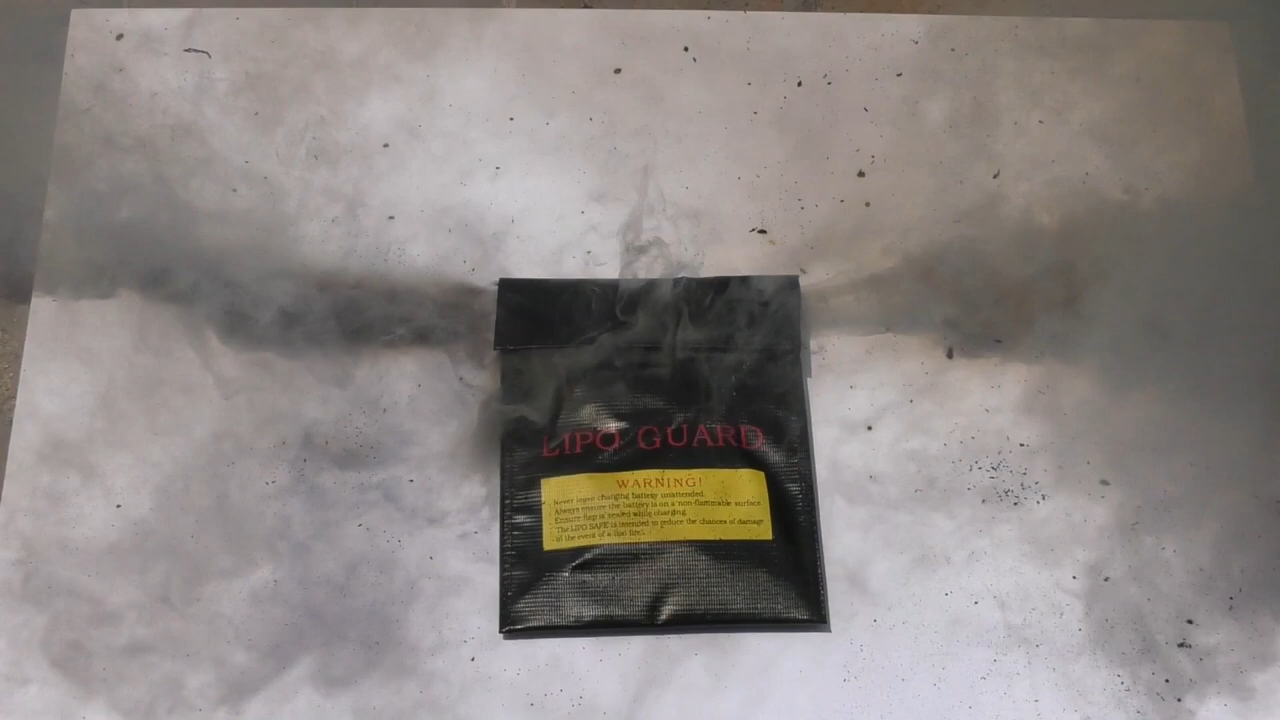 LIPO GUARD
WARNING!
Never leave charging battery unattended.
Always ensure the battery is on a non-flammable surface.
Ensure flap is sealed while charging.
The LIPO SAFE is intended to reduce the chances of damage
of the event of a fire.